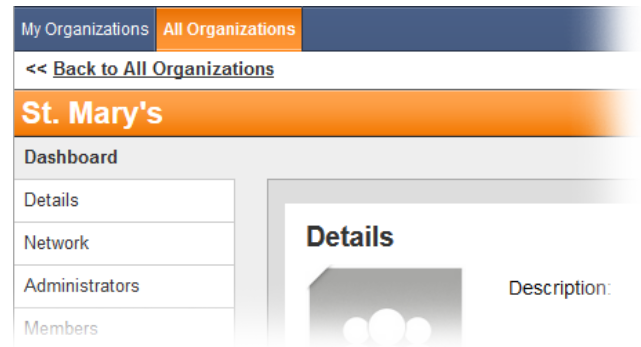 My Organizations All Organizations
<< Back to All Organizations
St. Mary's
Dashboard
Details
Network
Administrators
Members
Details
Description: